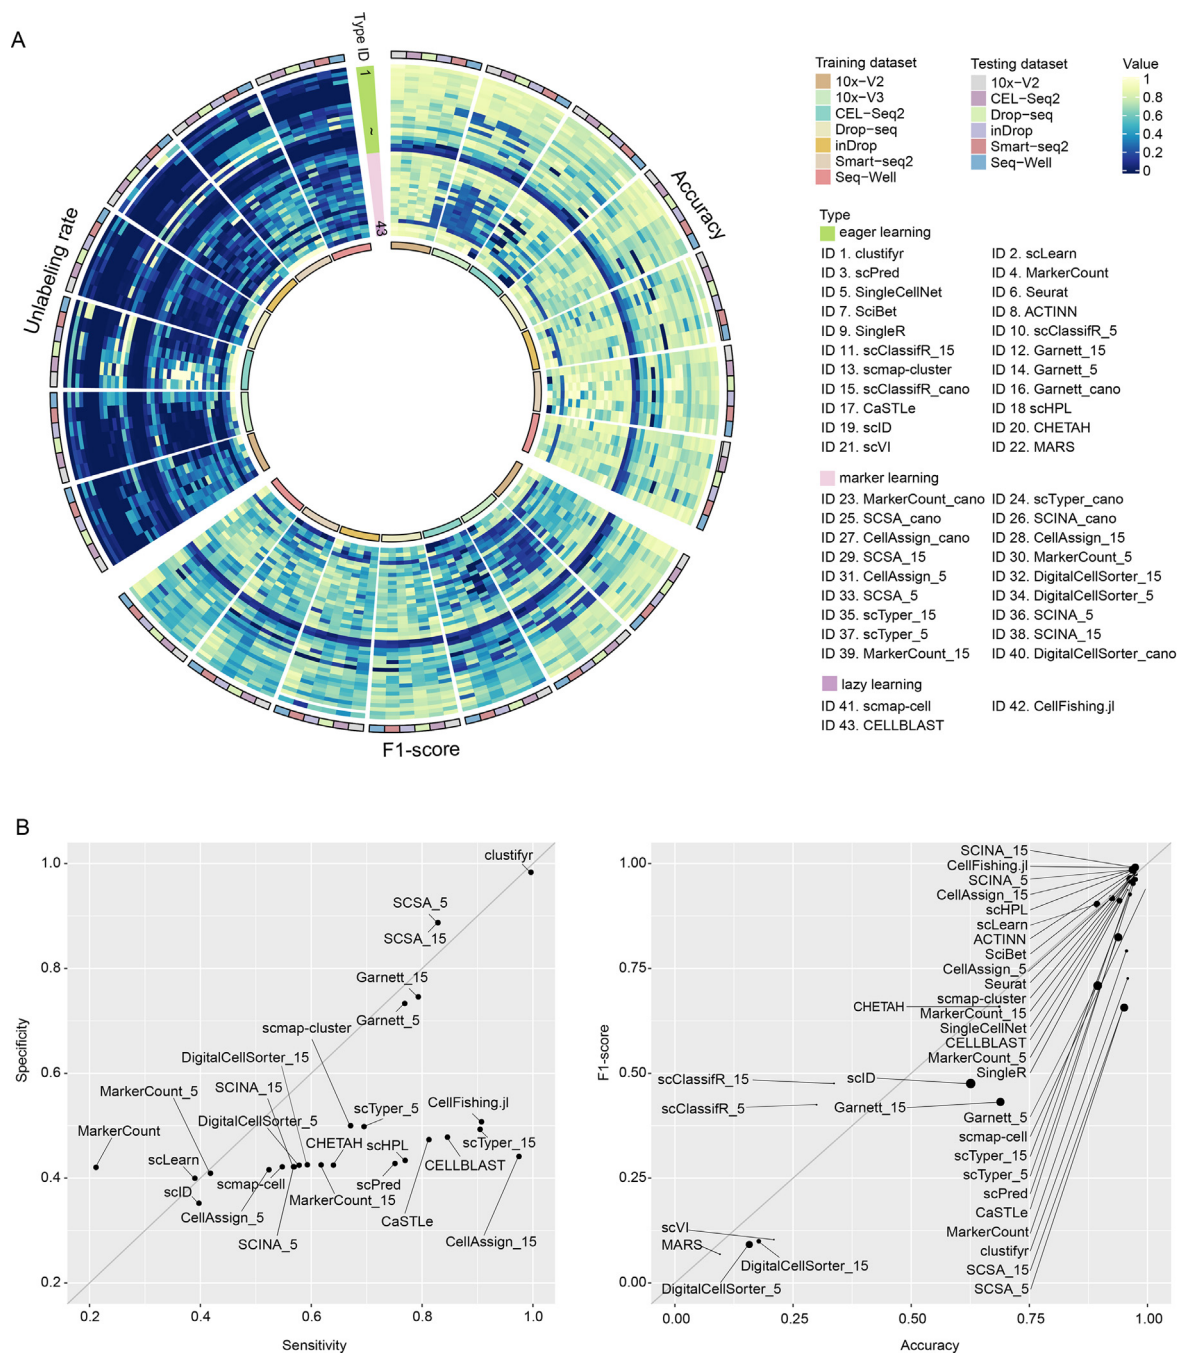 A
Type ID
1
~
43
Accuracy
Unlabeling rate
F1-score
Training dataset
10x-V2
10x-V3
CEL-Seq2
Drop-seq
inDrop
Smart-seq2
Seq-Well
Testing dataset
10x-V2
CEL-Seq2
Drop-seq
inDrop
Smart-seq2
Seq-Well
Value
1
0.8
0.6
0.4
0.2
0
Type
eager learning
ID 1. clustifyr ID 2. scLearn
ID 3. scPred ID 4. MarkerCount
ID 5. SingleCellNet ID 6. Seurat
ID 7. SciBet ID 8. ACTINN
ID 9. SingleR ID 10. scClassifR_5
ID 11. scClassifR_15 ID 12. Garnett_15
ID 13. scmap-cluster ID 14. Garnett_5
ID 15. scClassifR_cano ID 16. Garnett_cano
ID 17. CaSTLe ID 18 scHPL
ID 19. scID ID 20. CHETAH
ID 21. scVI ID 22. MARS
marker learning
ID 23. MarkerCount_cano ID 24. scTyper_cano
ID 25. SCSA_cano ID 26. SCINA_cano
ID 27. CellAssign_cano ID 28. CellAssign_15
ID 29. SCSA_15 ID 30. MarkerCount_5
ID 31. CellAssign_5 ID 32. DigitalCellSorter_15
ID 33. SCSA_5 ID 34. DigitalCellSorter_5
ID 35. scTyper_15 ID 36. SCINA_5
ID 37. scTyper_5 ID 38. SCINA_15
ID 39. MarkerCount_15 ID 40. DigitalCellSorter_cano
lazy learning
ID 41. scmap-cell ID 42. CellFishing.jl
ID 43. CELLBLAST
B
Specificity
1.0
0.8
0.6
0.4
0.2
clustifyr
SCSA_5
SCSA_15
Garnett_15
Garnett_5
scmap-cluster
DigitalCellSorter_15
SCINA_15
MarkerCount_5
DigitalCellSorter_5
scTyper_5
CellFishing.jl
MarkerCount
CHETAH
scHPL
scTyper_15
scLearn
CELLBLAST
scID
scmap-cell
scPred
MarkerCount_15
CellAssign_5
CaSTLe
SCINA_5
CellAssign_15
0.2
0.4
0.6
0.8
1.0
Sensitivity
F1-score
1.00
0.75
0.50
0.25
0.00
SCINA_15
CellFishing.jl
SCINA_5
CellAssign_15
scHPL
scLearn
ACTINN
SciBet
CellAssign_5
Seurat
scmap-cluster
CHETAH
MarkerCount_15
SingleCellNet
CELLBLAST
MarkerCount_5
SingleR
scClassifR_15
scID
scClassifR_5
Garnett_15
Garnett_5
scmap-cell
scTyper_15
scTyper_5
scPred
CaSTLe
MarkerCount
clustifyr
SCSA_15
SCSA_5
scVI
MARS
DigitalCellSorter_15
DigitalCellSorter_5
0.00
0.25
0.50
0.75
1.00
Accuracy